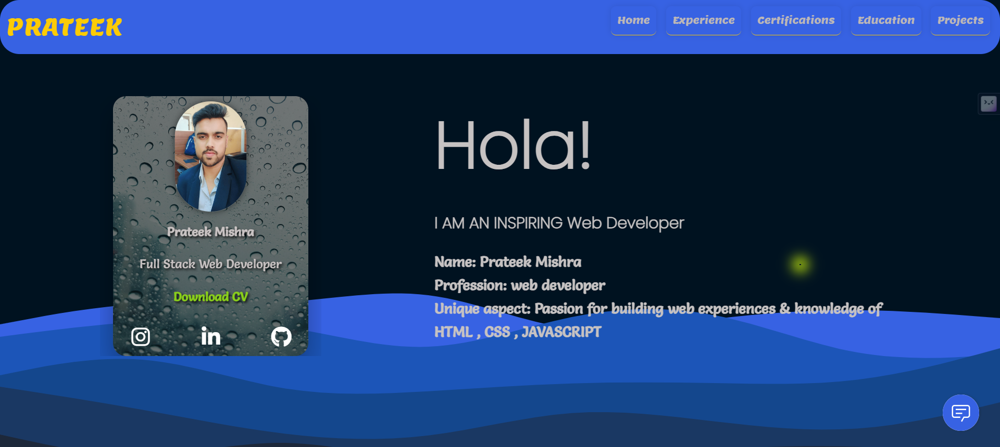 PRATEEK
Home
Experience
Certifications
Education
Projects
Prateek Mishra
Full Stack Web Developer
Download CV
in
Hola!
I AM AN INSPIRING Web Developer
Name: Prateek Mishra
Profession: web developer
Unique aspect: Passion for building web experiences & knowledge of
HTML , CSS , JAVASCRIPT